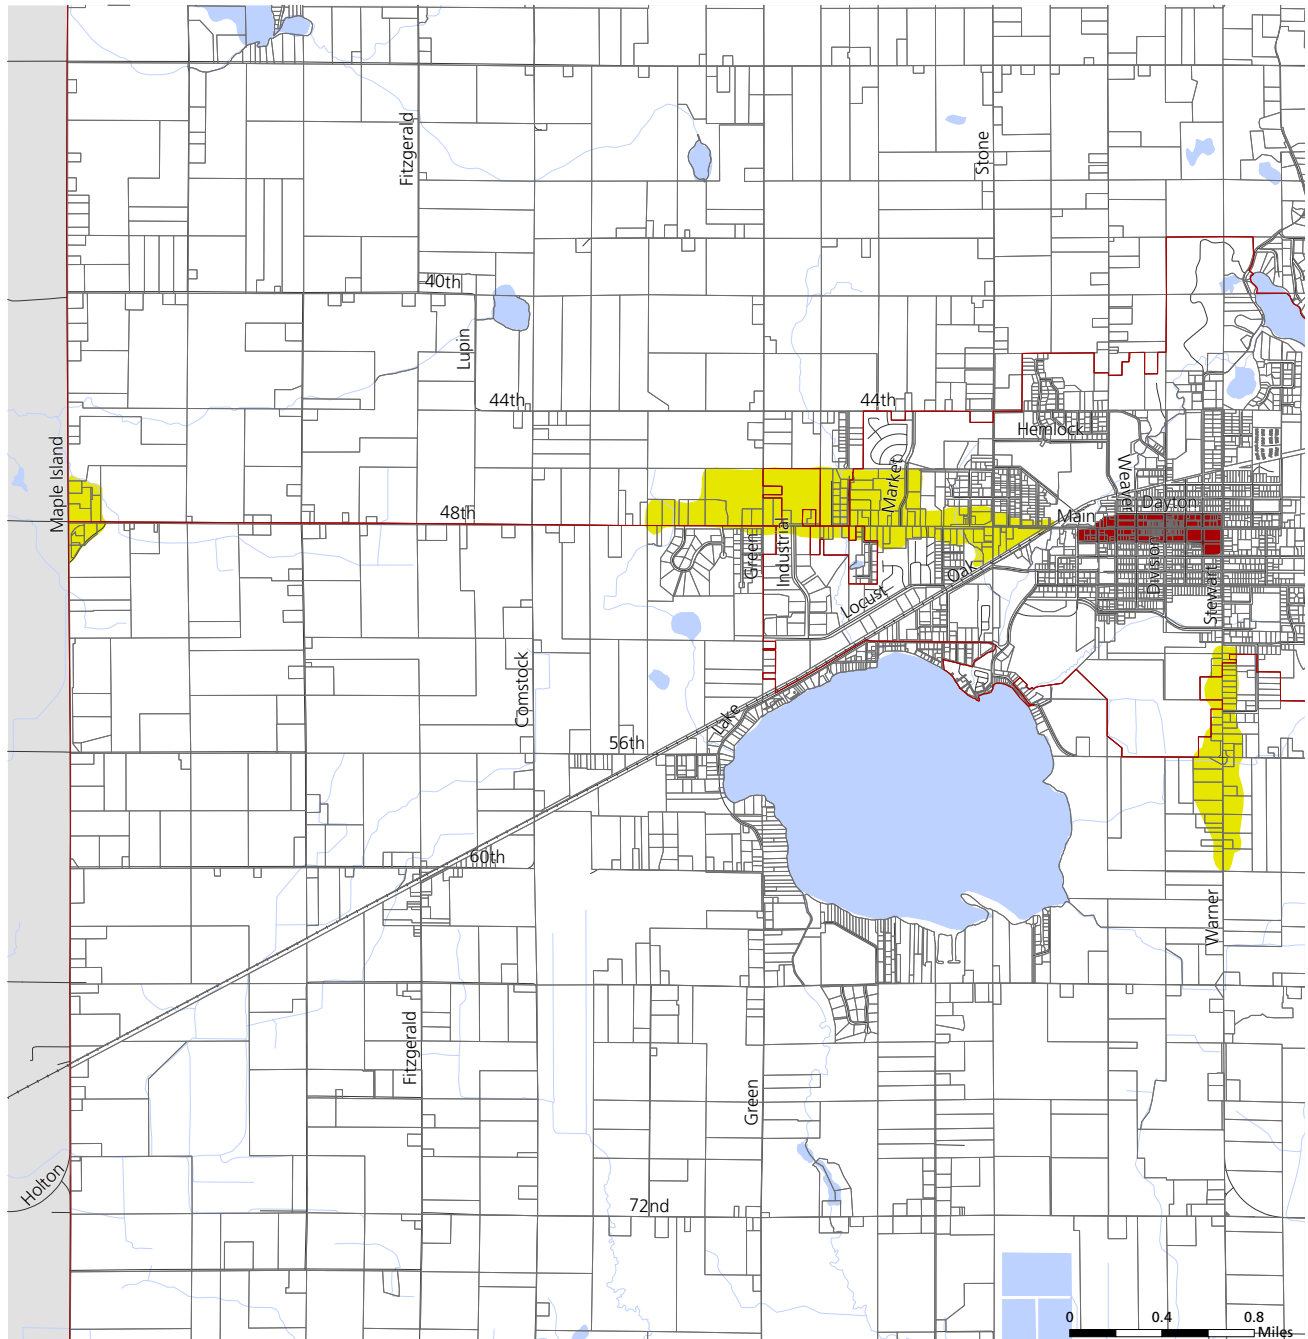 Fitzgerald
Stone
40th
Lupin
44th
44th
Hemlock
Maple Island
Market
Weaver
48th
Main
Dayton
Green
Industrial
Oak
Division
Stewart
Locust
Comstock
Lake
56th
60th
Warner
Fitzgerald
Green
Holton
72nd
0 0.4 0.8
Miles